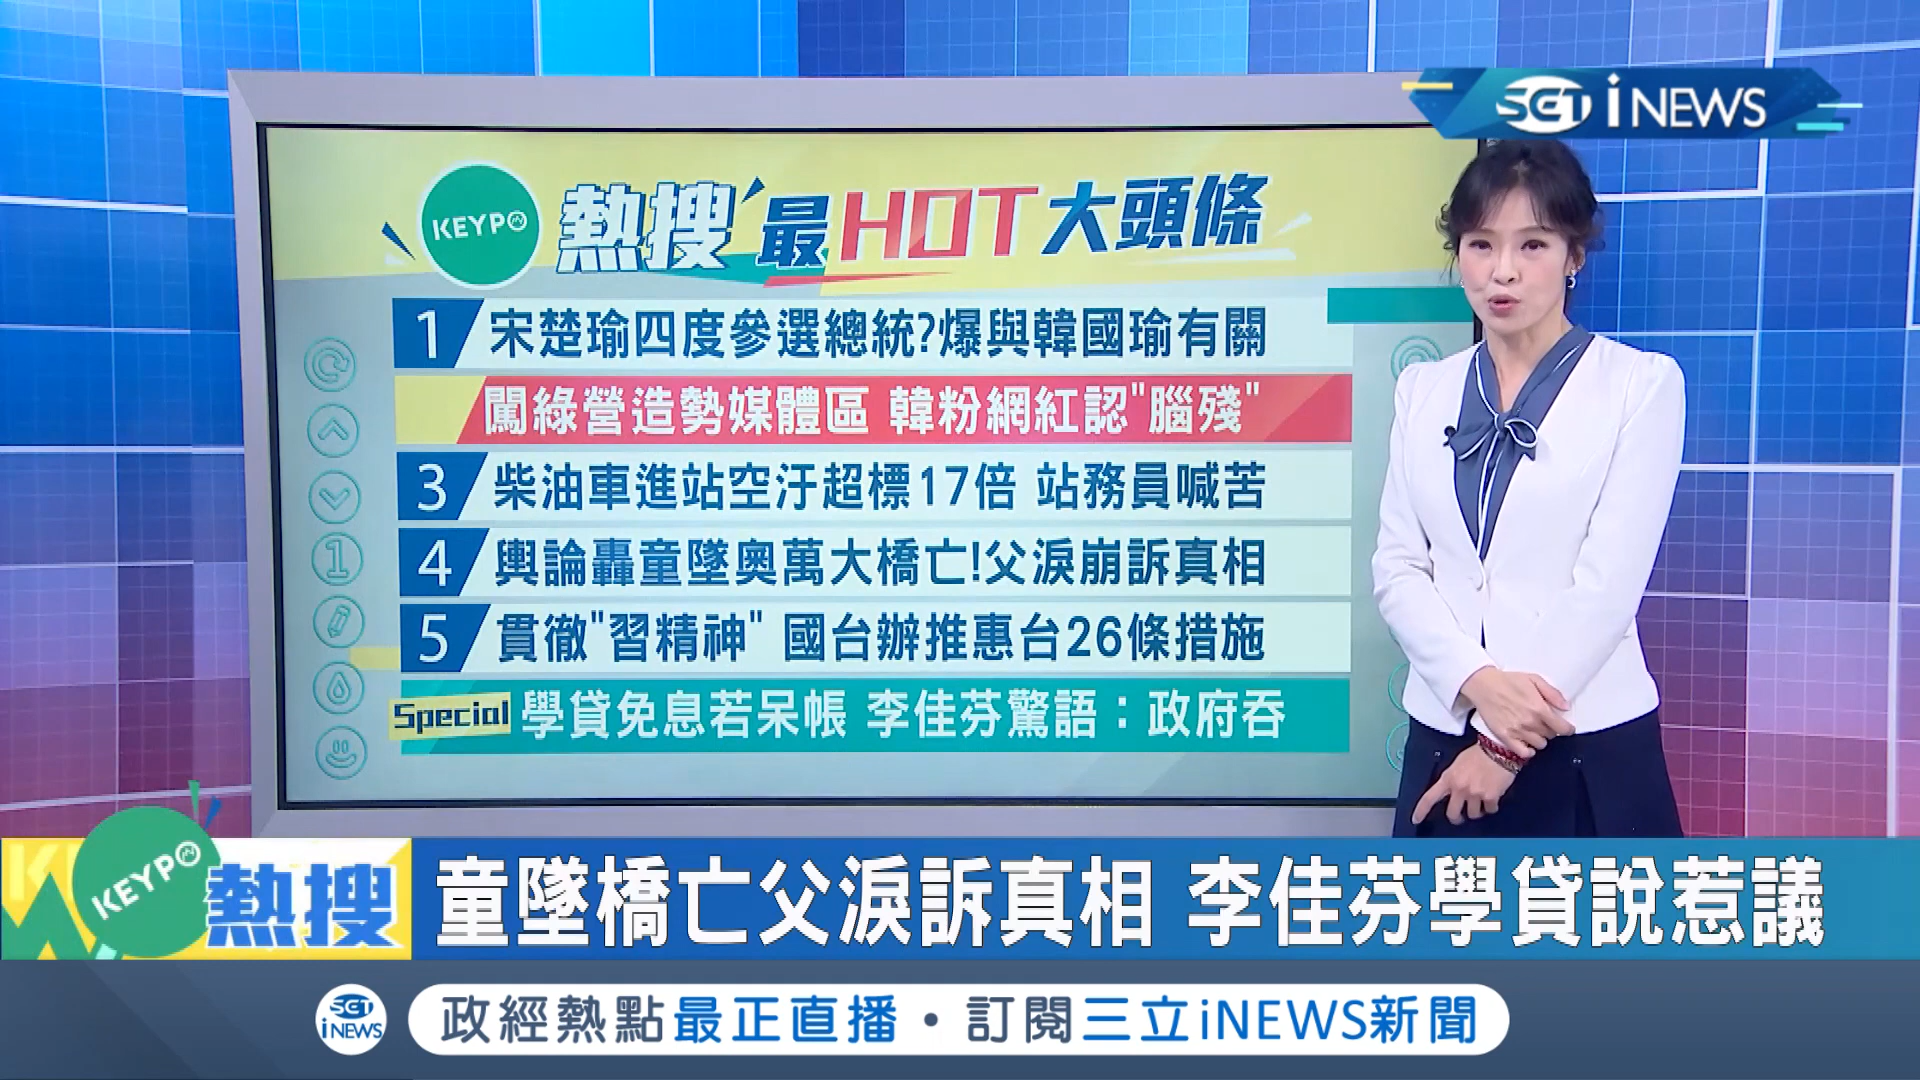 SET iNEWS
KEYPO 熱搜 最HOT大頭條
1 宋楚瑜四度參選總統?爆與韓國瑜有關
闖綠營造勢媒體區 韓粉網紅認"腦殘"
3 柴油車進站空汙超標17倍 站務員喊苦
4 輿論轟童墜奧萬大橋亡!父淚崩訴真相
5 貫徹"習精神" 國台辦推惠台26條措施
Special 學貸免息若呆帳 李佳芬驚語：政府吞
KEYPO 熱搜
童墜橋亡父淚訴真相 李佳芬學貸說惹議
SET iNEWS
政經熱點最正直播・訂閱三立iNEWS新聞